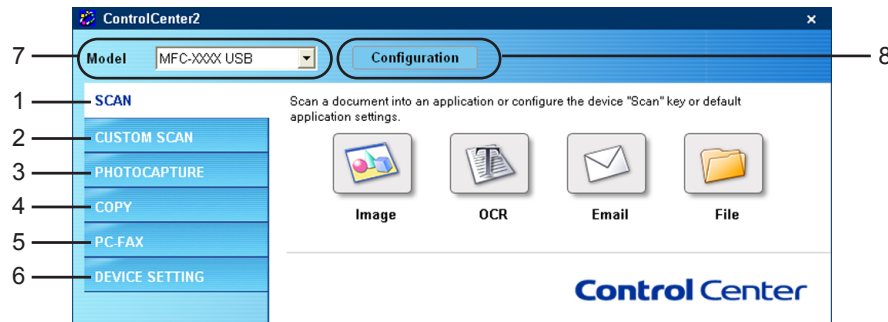 ControlCenter2
7 Model MFC-XXXX USB Configuration 8
1 SCAN
Scan a document into an application or configure the device "Scan" key or default
application settings.
2 CUSTOM SCAN
3 PHOTOCAPTURE
4 COPY
Image OCR Email File
5 PC-FAX
6 DEVICE SETTING
Control Center